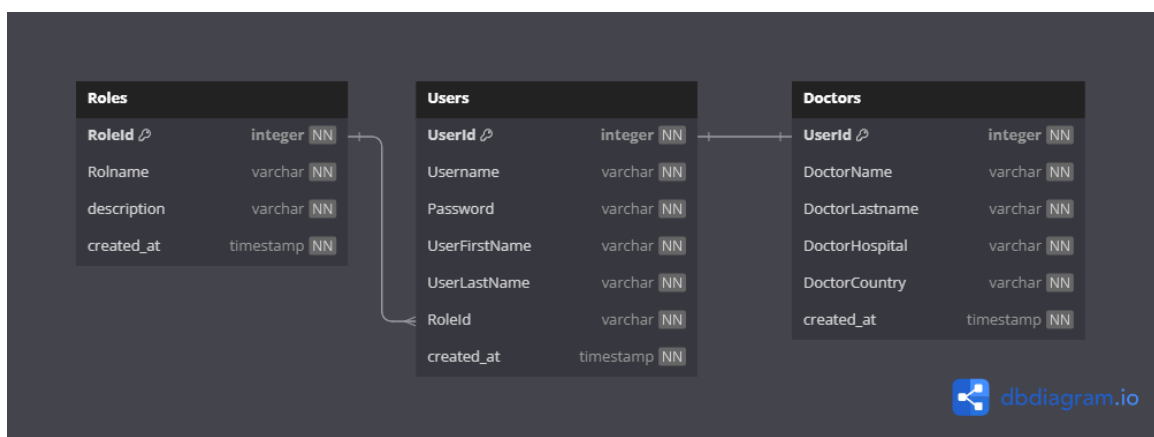 Roles
RoleId integer NN
Rolname varchar NN
description varchar NN
created_at timestamp NN
Users
UserId integer NN
Username varchar NN
Password varchar NN
UserFirstName varchar NN
UserLastName varchar NN
RoleId varchar NN
created_at timestamp NN
Doctors
UserId integer NN
DoctorName varchar NN
DoctorLastname varchar NN
DoctorHospital varchar NN
DoctorCountry varchar NN
created_at timestamp NN
dbdiagram.io